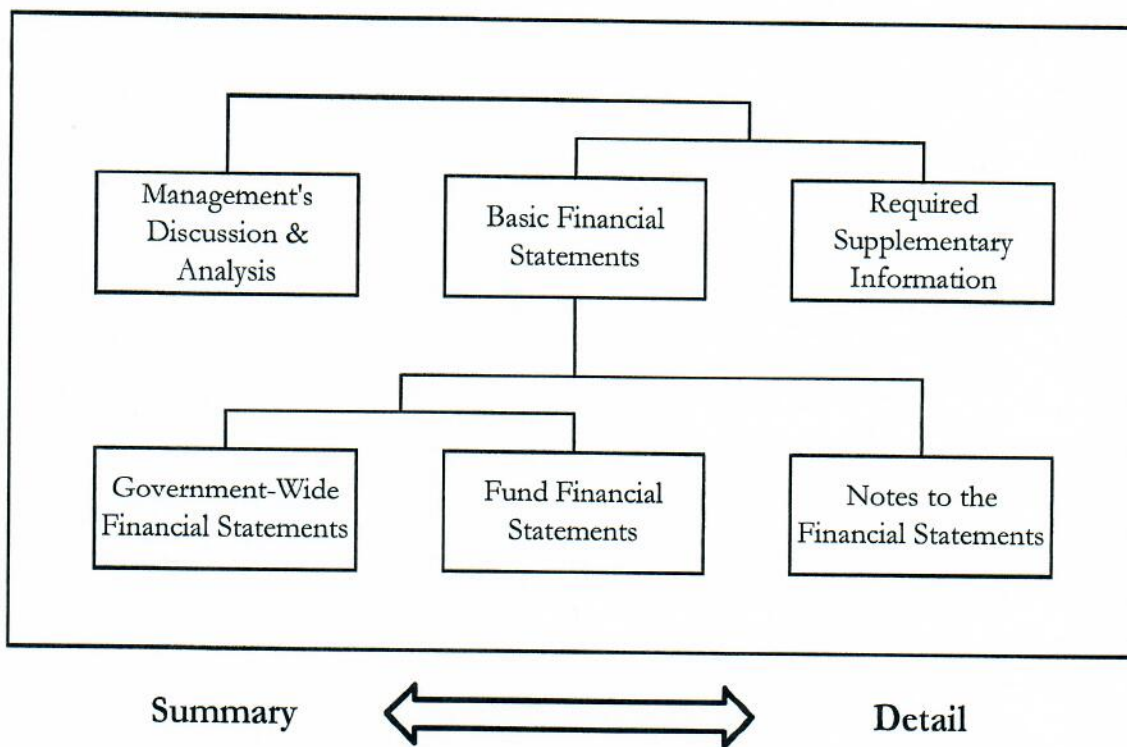 Management's
Discussion &
Analysis
Basic Financial
Statements
Required
Supplementary
Information
Government-Wide
Financial Statements
Fund Financial
Statements
Notes to the
Financial Statements
Summary
Detail